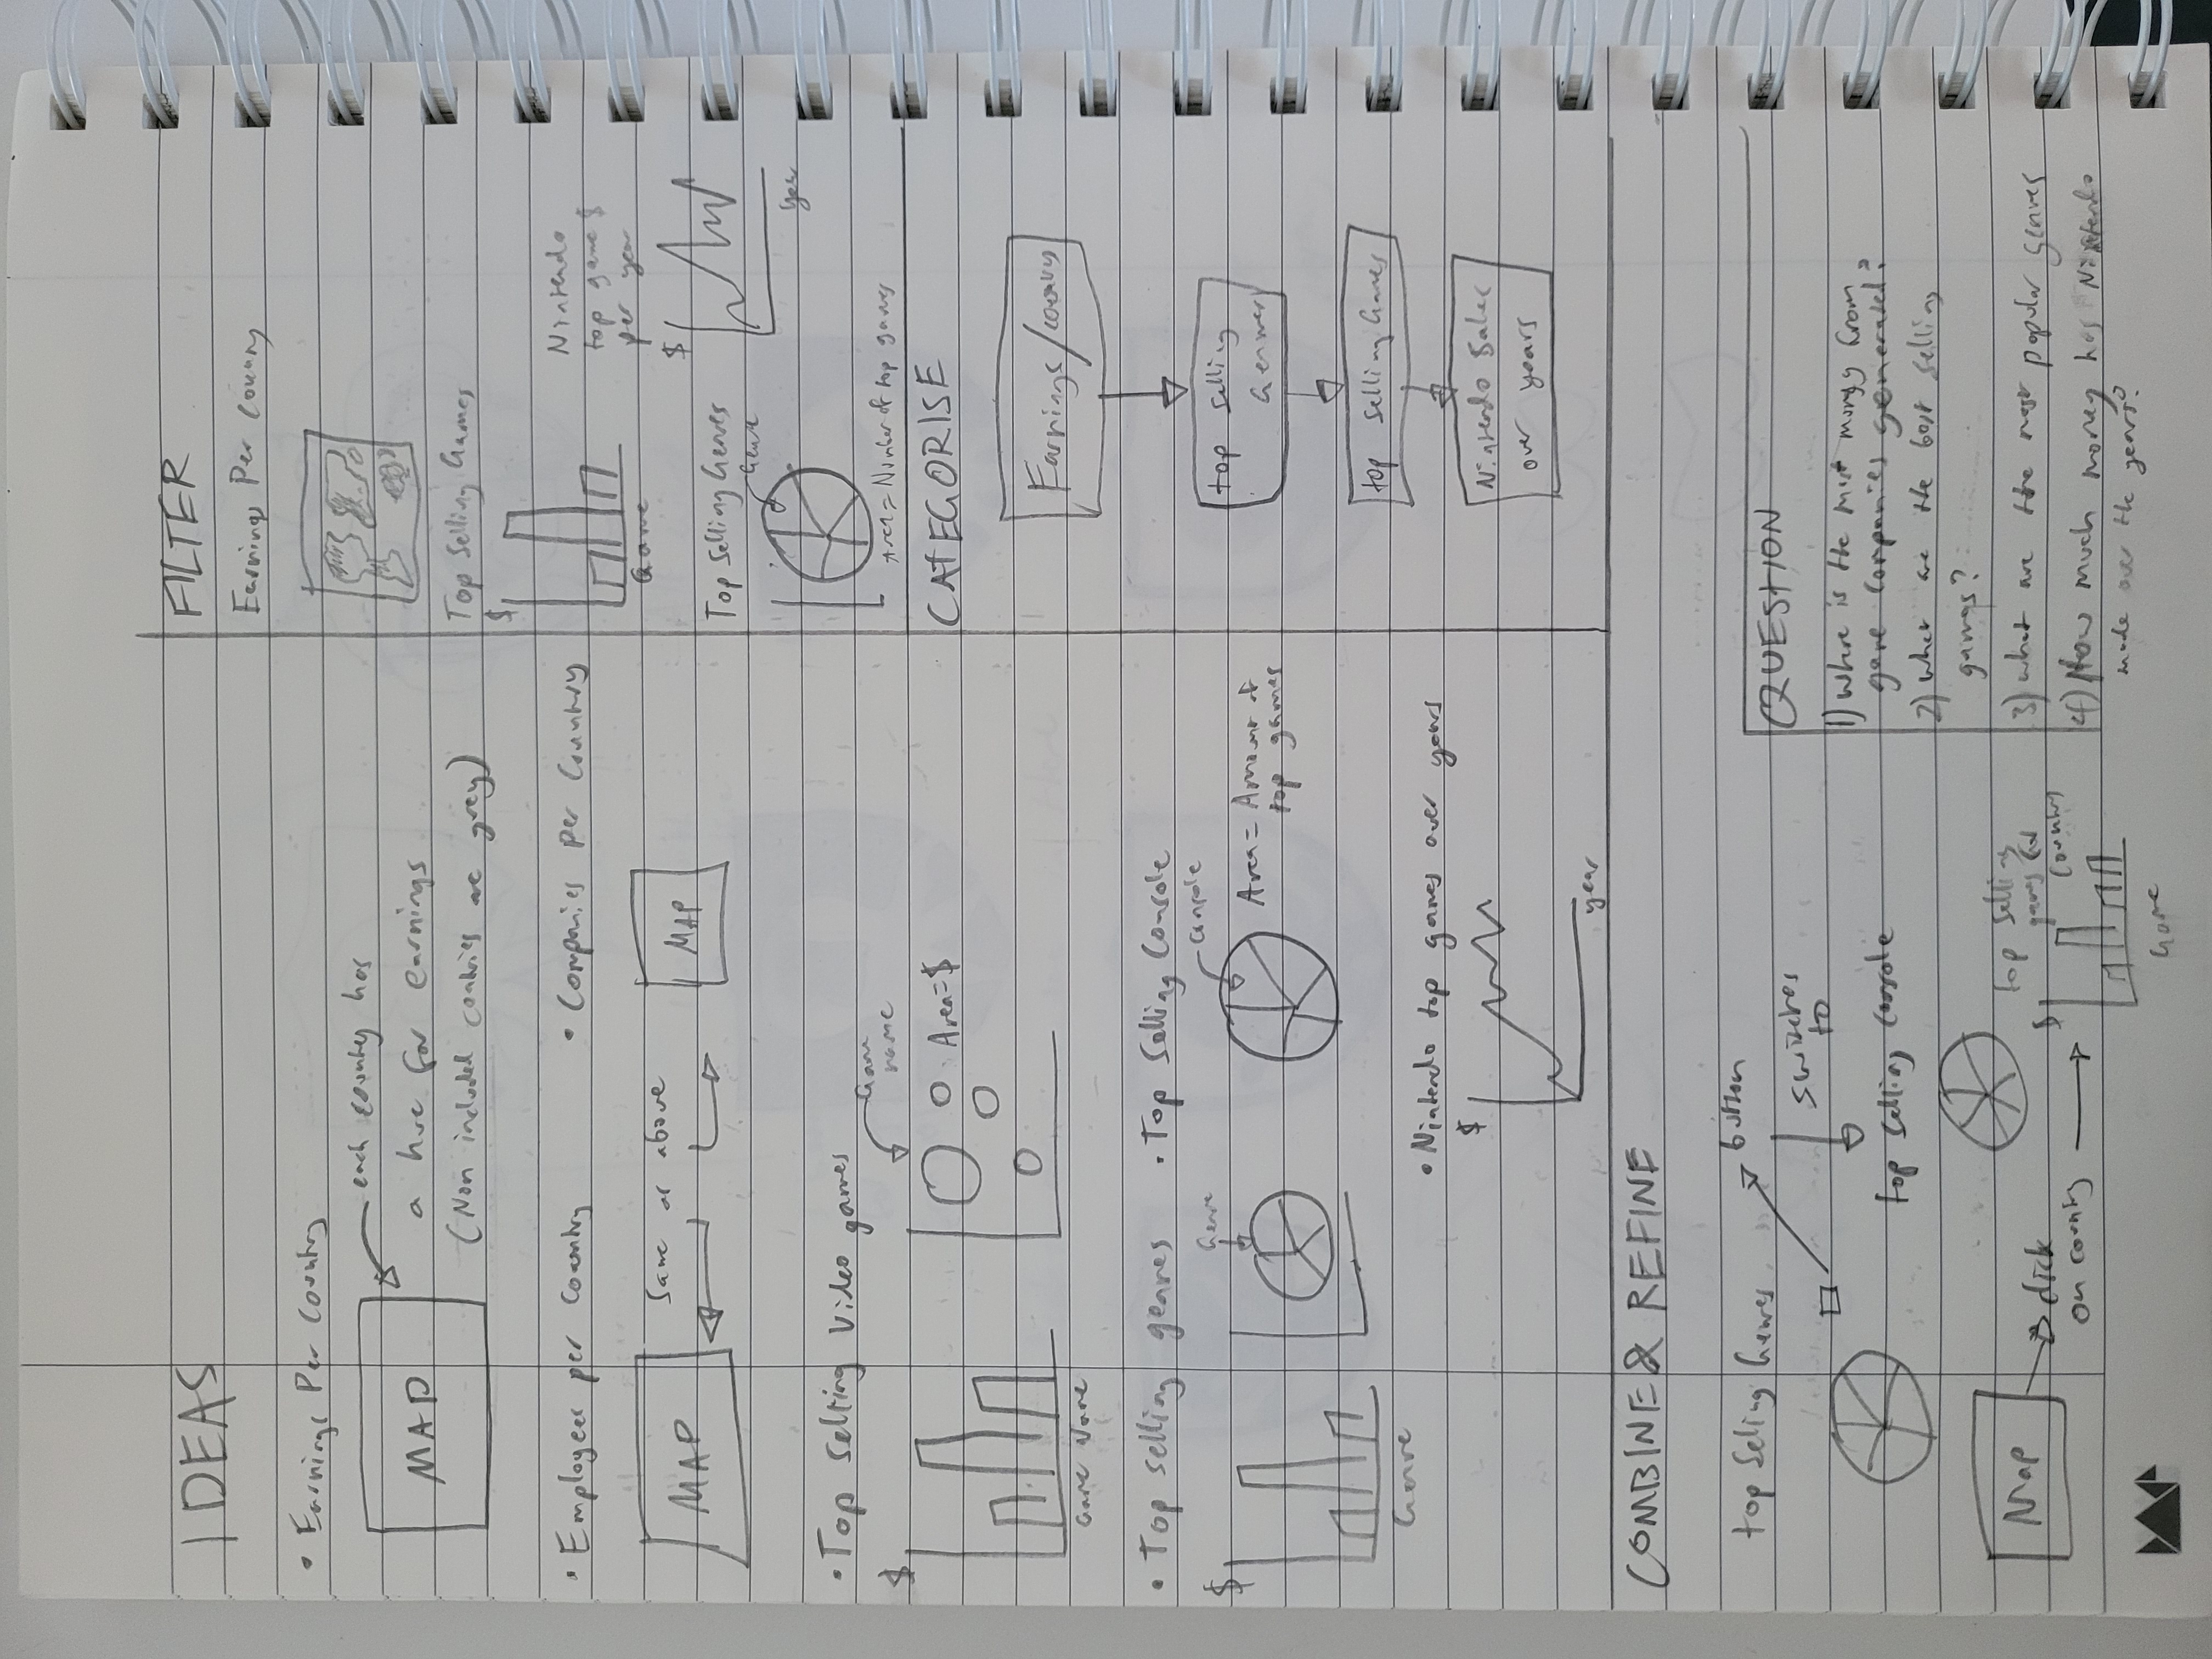 IDEAS
• Earnings Per Country
MAP
each country has
a hue for earnings
(Non included countries are grey)
• Employees per Country
• Companies Per Country
MAP
Same as above
MAP
• Top Selling Video games
$
Game Name
Game
name
Area=$
• Top selling genres
• Top Selling Console
$
Genre
Genre
Console
Area = Amount of
top games
• Nintendo top games over years
$
year
FILTER
Earnings Per Country
Top Selling Games
$
Game
Nintendo
top game $
per year
$
year
Top Selling Genres
Genre
Area = Number of top games
CATEGORISE
Earnings/country
top selling
Genres
top selling Games
Nintendo Sales
over years
COMBINE & REFINE
top Seling Genres
button
switches
to
top selling console
Map
click
on country
top selling
games for
Country
$
Game
QUESTION
1) where is the most money from
game companies generated?
2) what are the best selling
games?
3) what are the most popular genres
4) How much money has Nintendo
made over the years?